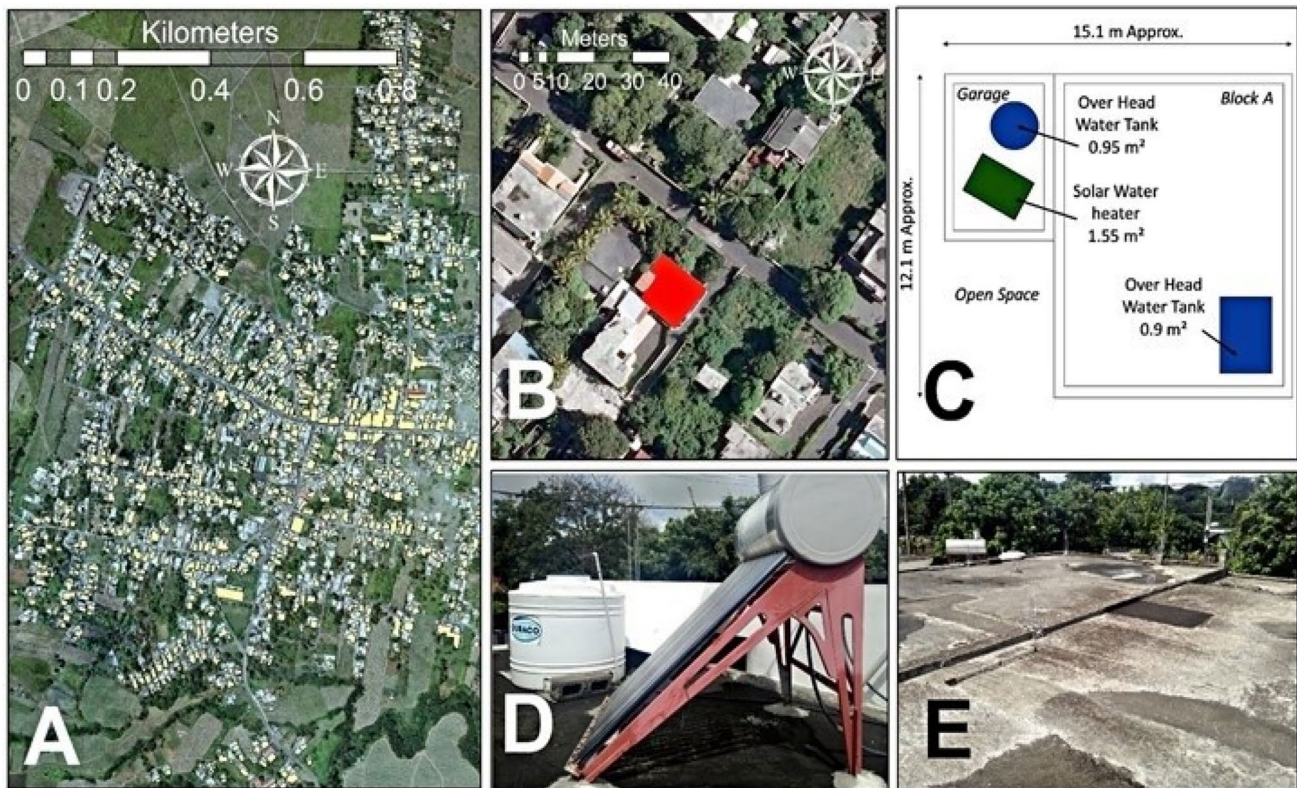 Kilometers
0 0.1 0.2 0.4 0.6 0.8
N
W E
S
A
Meters
0 510 20 30 40
W E
B
15.1 m Approx.
12.1 m Approx.
Garage
Block A
Over Head
Water Tank
0.95 m²
Solar Water
heater
1.55 m²
Open Space
Over Head
Water Tank
0.9 m²
C
D
E